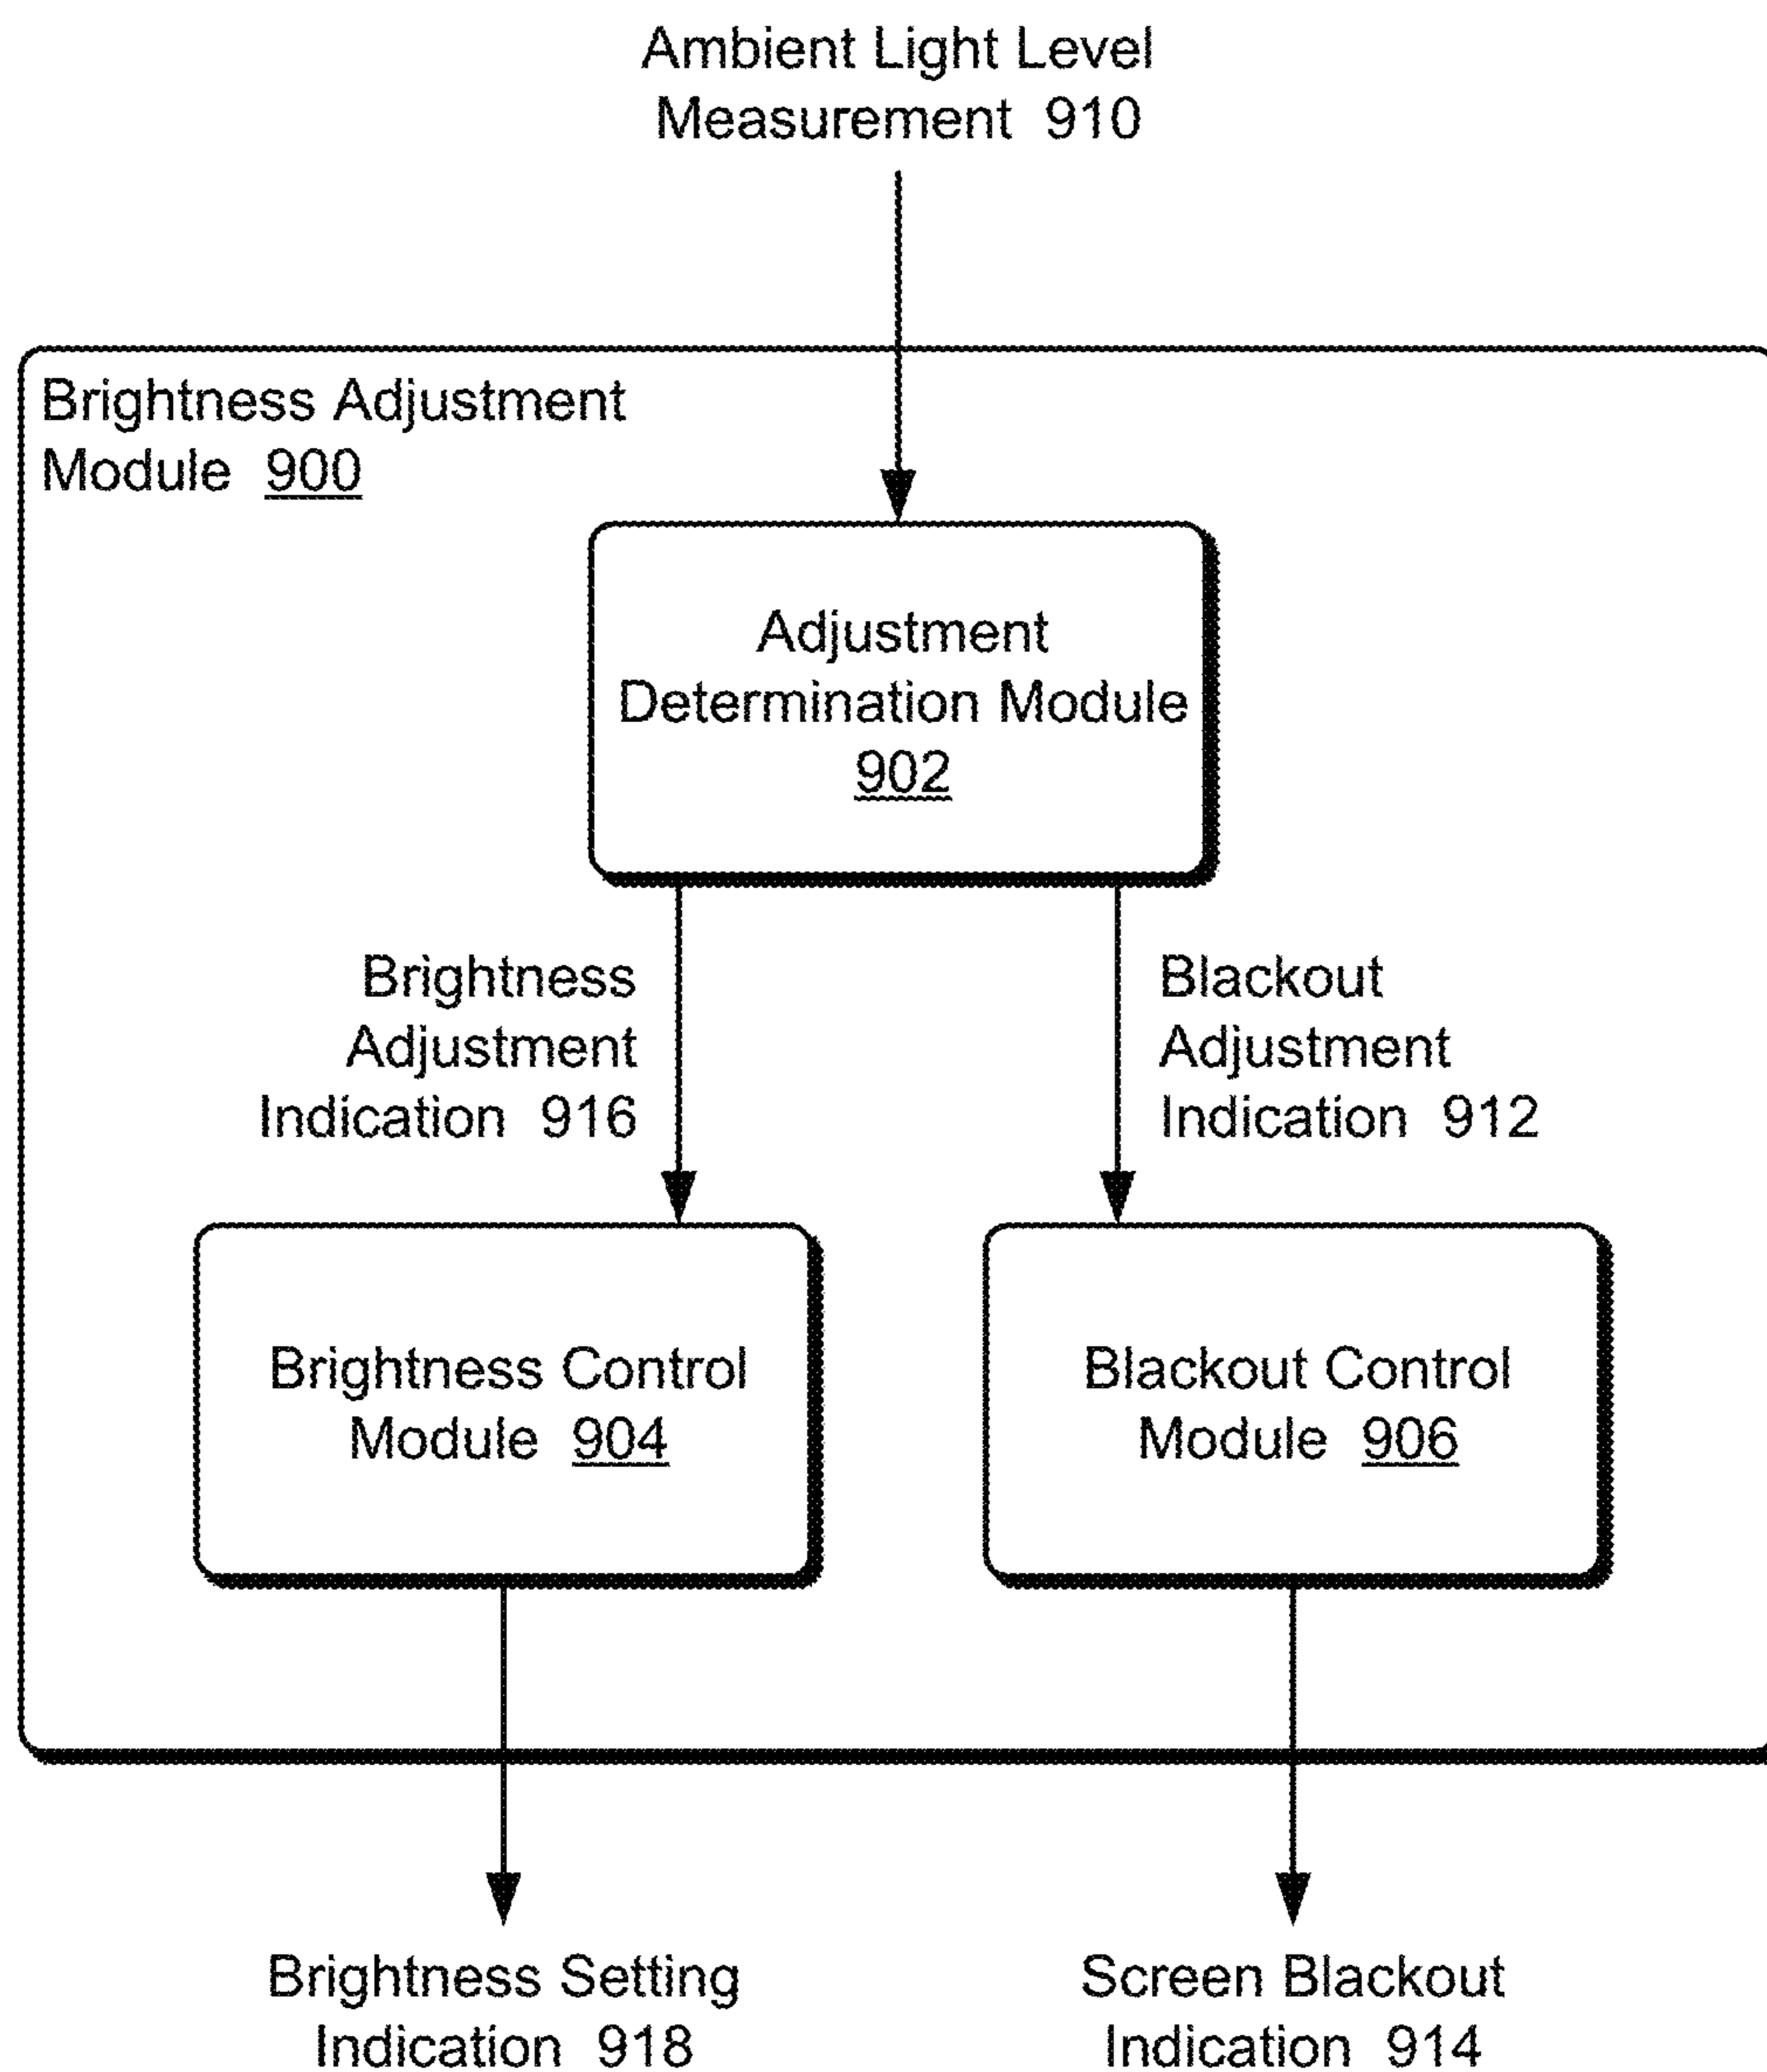 Ambient Light Level
Measurement 910
Brightness Adjustment
Module 900
Adjustment
Determination Module
902
Brightness
Adjustment
Indication 916
Blackout
Adjustment
Indication 912
Brightness Control
Module 904
Blackout Control
Module 906
Brightness Setting
Indication 918
Screen Blackout
Indication 914